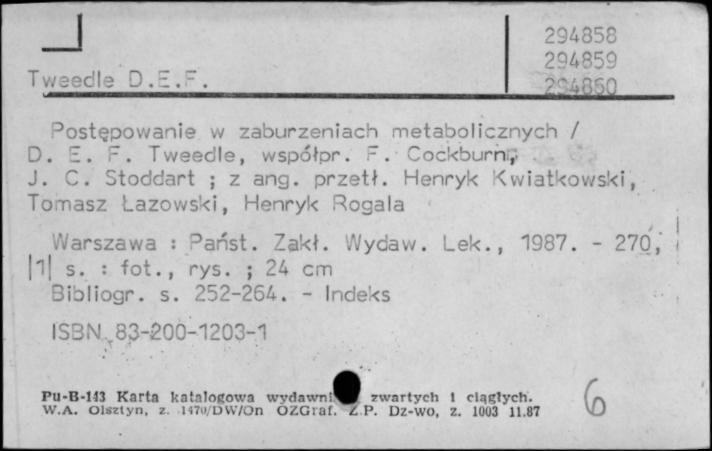 294858
294859
294860
Tweedle D.E.F.
Postępowanie w zaburzeniach metabolicznych /
D. E. F. Tweedle, współpr. F. Cockburn,
J. C. Stoddart ; z ang. przetł. Henryk Kwiatkowski,
Tomasz Łazowski, Henryk Rogala
Warszawa : Państ. Zakł. Wydaw. Lek., 1987. - 270,
|1| s. : fot., rys. ; 24 cm
Bibliogr. s. 252-264. - Indeks
ISBN 83-200-1203-1
Pu-B-143 Karta katalogowa zwartych i ciągłych.
W.A. Olsztyn, z. 1470/DW/On OZGraf. Z.P. Dz-wo, z. 1003 11.87
6